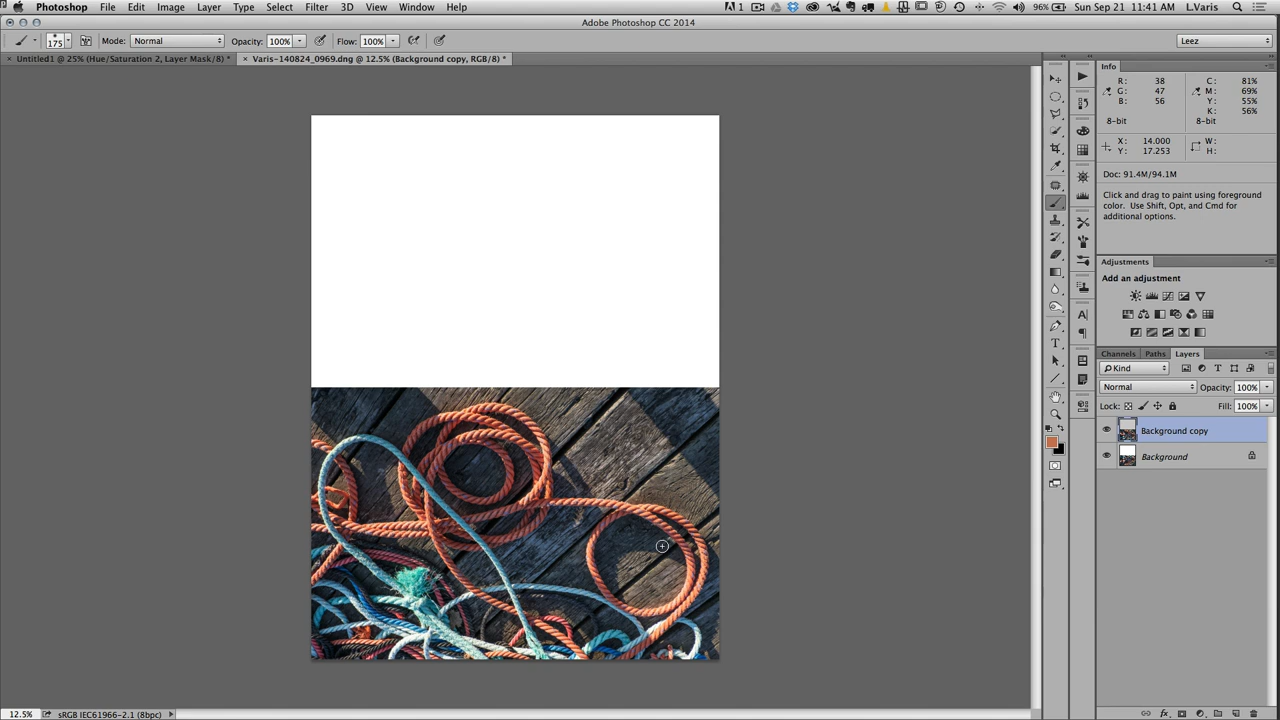 Photoshop File Edit Image Layer Type Select Filter 3D View Window Help 1 96% Sun Sep 21 11:41 AM L.Varis
Adobe Photoshop CC 2014
175 Mode: Normal Opacity: 100% Flow: 100% Leez
× Untitled1 @ 25% (Hue/Saturation 2, Layer Mask/8) * × Varis-140824_0969.dng @ 12.5% (Background copy, RGB/8) *
Info
R: 38 C: 81%
G: 47 M: 69%
B: 56 Y: 55%
K: 56%
8-bit 8-bit
X: 14.000 W:
Y: 17.253 H:
Doc: 91.4M/94.1M
Click and drag to paint using foreground
color. Use Shift, Opt, and Cmd for
additional options.
Adjustments
Add an adjustment
Channels Paths Layers
Kind
Normal Opacity: 100%
Lock: Fill: 100%
Background copy
Background
12.5% sRGB IEC61966-2.1 (8bpc)